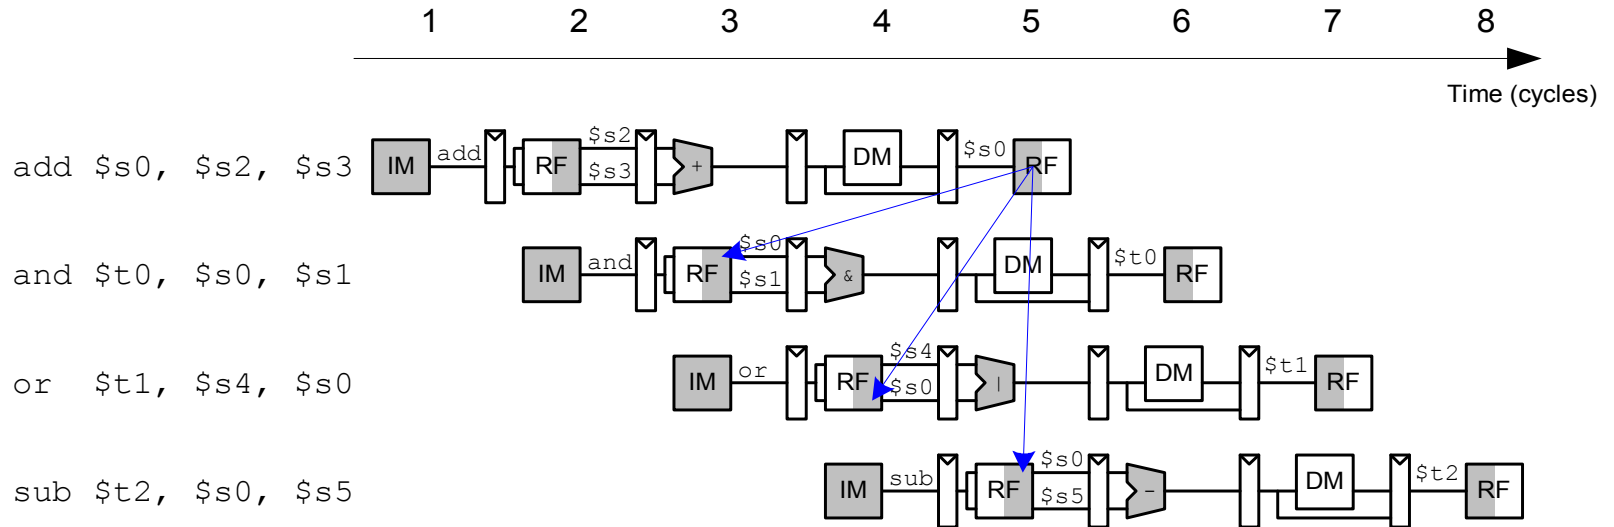 1 2 3 4 5 6 7 8
Time (cycles)
add $s0, $s2, $s3 IM add RF $s2 $s3 + DM $s0 RF
and $t0, $s0, $s1 IM and RF $s0 $s1 & DM $t0 RF
or $t1, $s4, $s0 IM or RF $s4 $s0 | DM $t1 RF
sub $t2, $s0, $s5 IM sub RF $s0 $s5 - DM $t2 RF